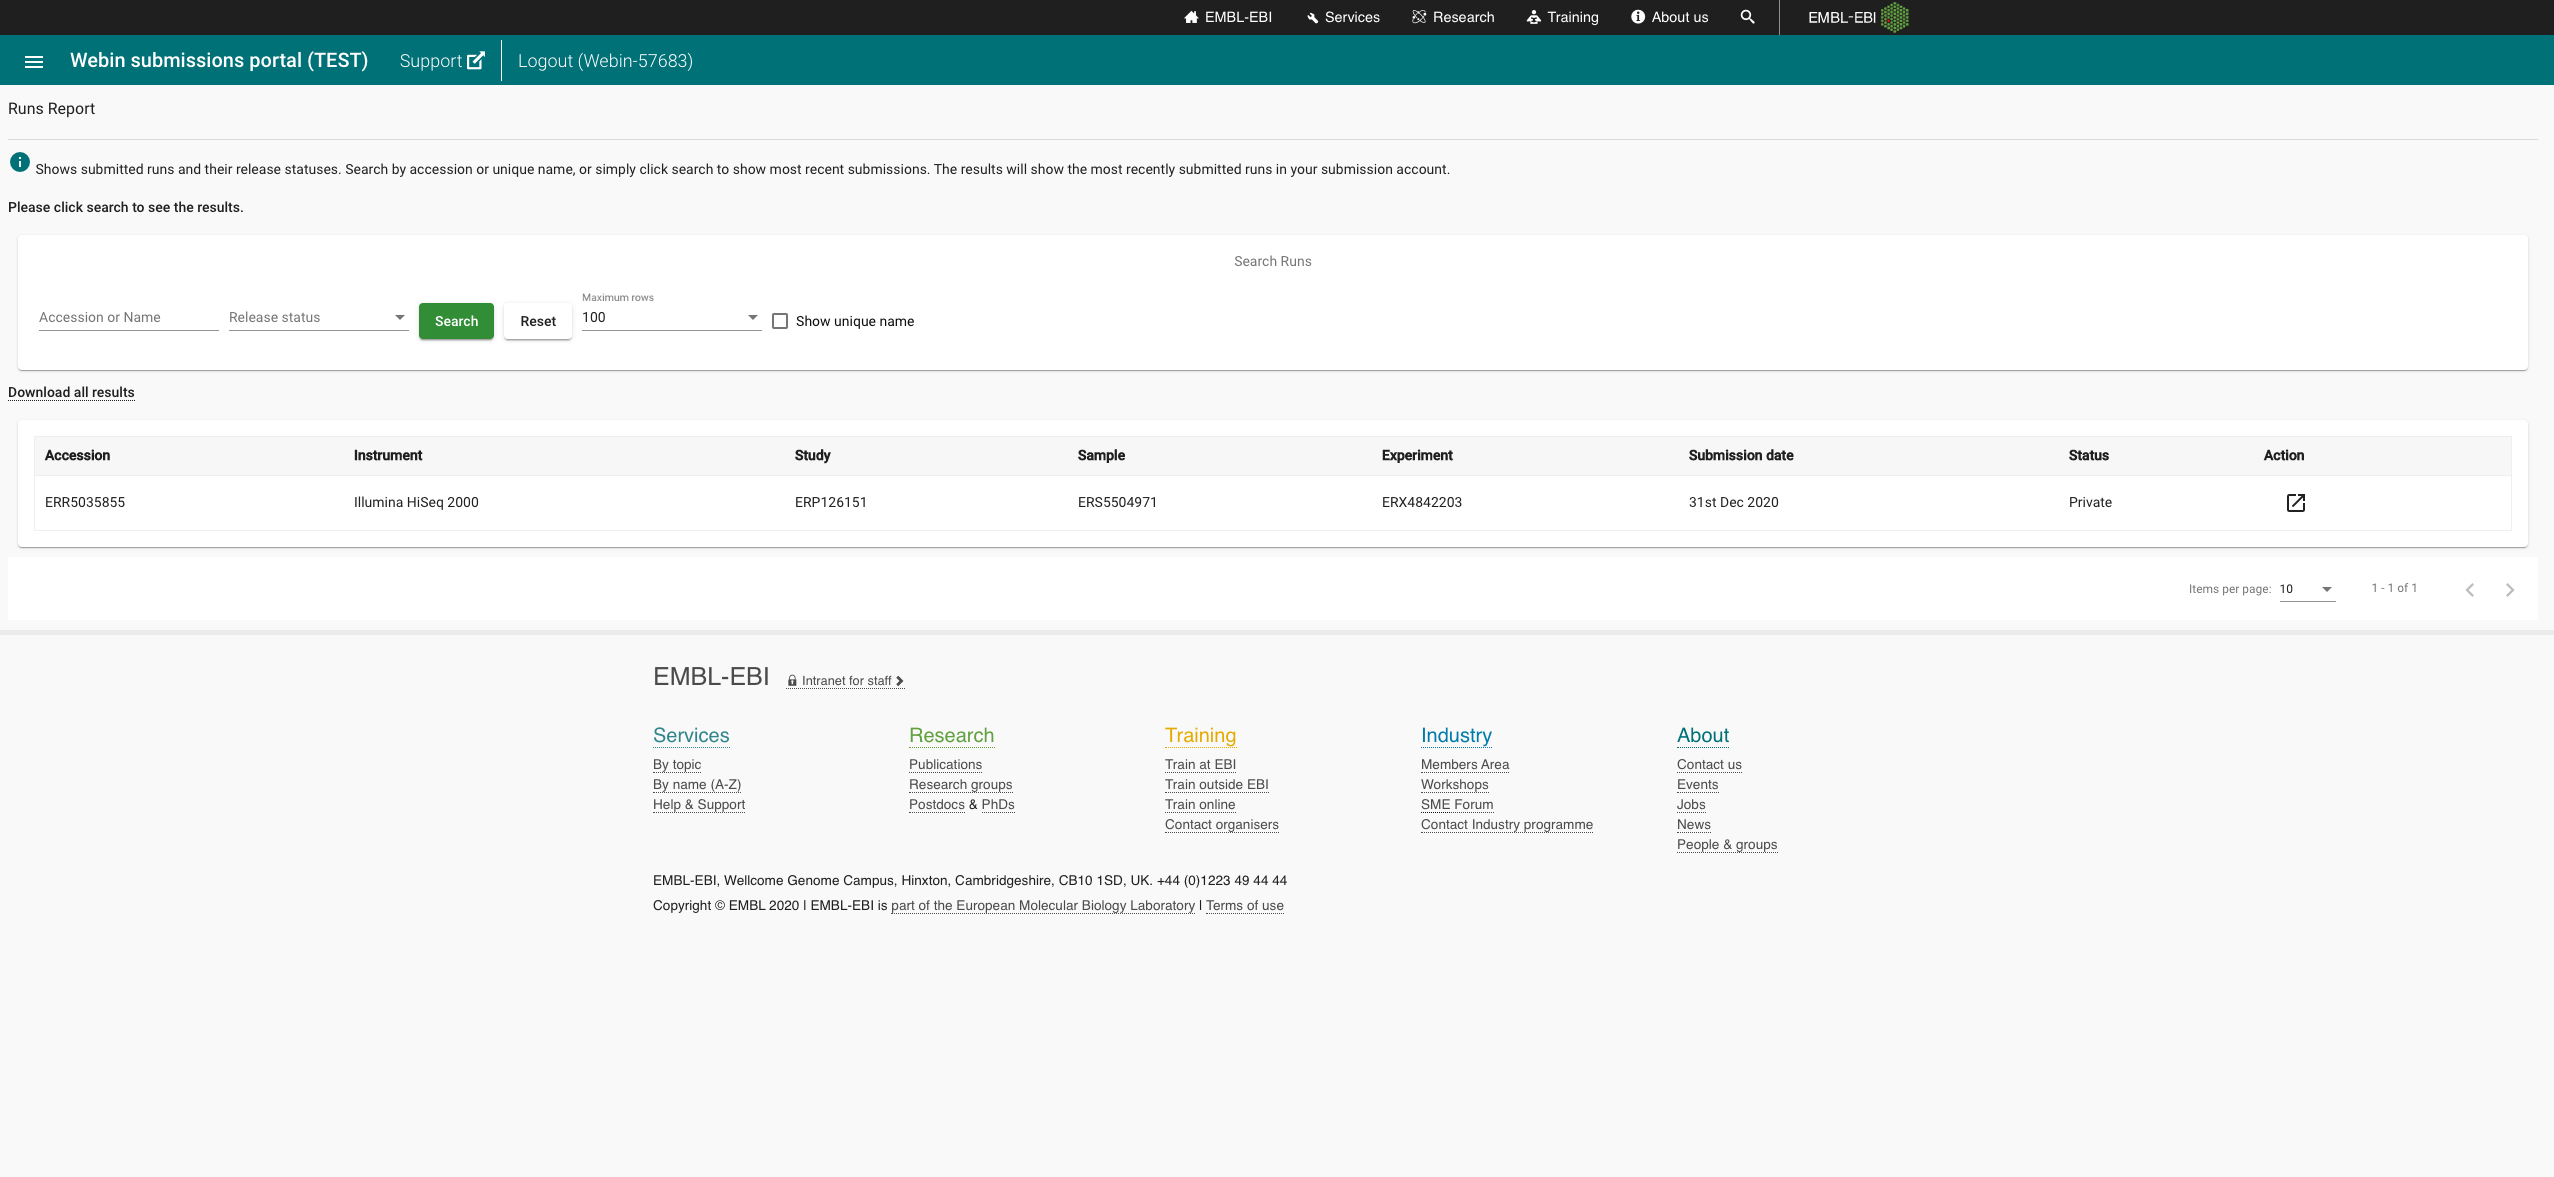 EMBL-EBI Services Research Training About us EMBL-EBI
Webin submissions portal (TEST) Support Logout (Webin-57683)
Runs Report
Shows submitted runs and their release statuses. Search by accession or unique name, or simply click search to show most recent submissions. The results will show the most recently submitted runs in your submission account.
Please click search to see the results.
Search Runs
Maximum rows
Accession or Name Release status Search Reset 100 Show unique name
Download all results
Accession Instrument Study Sample Experiment Submission date Status Action
ERR5035855 Illumina HiSeq 2000 ERP126151 ERS5504971 ERX4842203 31st Dec 2020 Private
Items per page: 10 1 - 1 of 1
EMBL-EBI Intranet for staff
Services Research Training Industry About
By topic Publications Train at EBI Members Area Contact us
By name (A-Z) Research groups Train outside EBI Workshops Events
Help & Support Postdocs & PhDs Train online SME Forum Jobs
Contact organisers Contact Industry programme News
People & groups
EMBL-EBI, Wellcome Genome Campus, Hinxton, Cambridgeshire, CB10 1SD, UK. +44 (0)1223 49 44 44
Copyright © EMBL 2020 | EMBL-EBI is part of the European Molecular Biology Laboratory | Terms of use